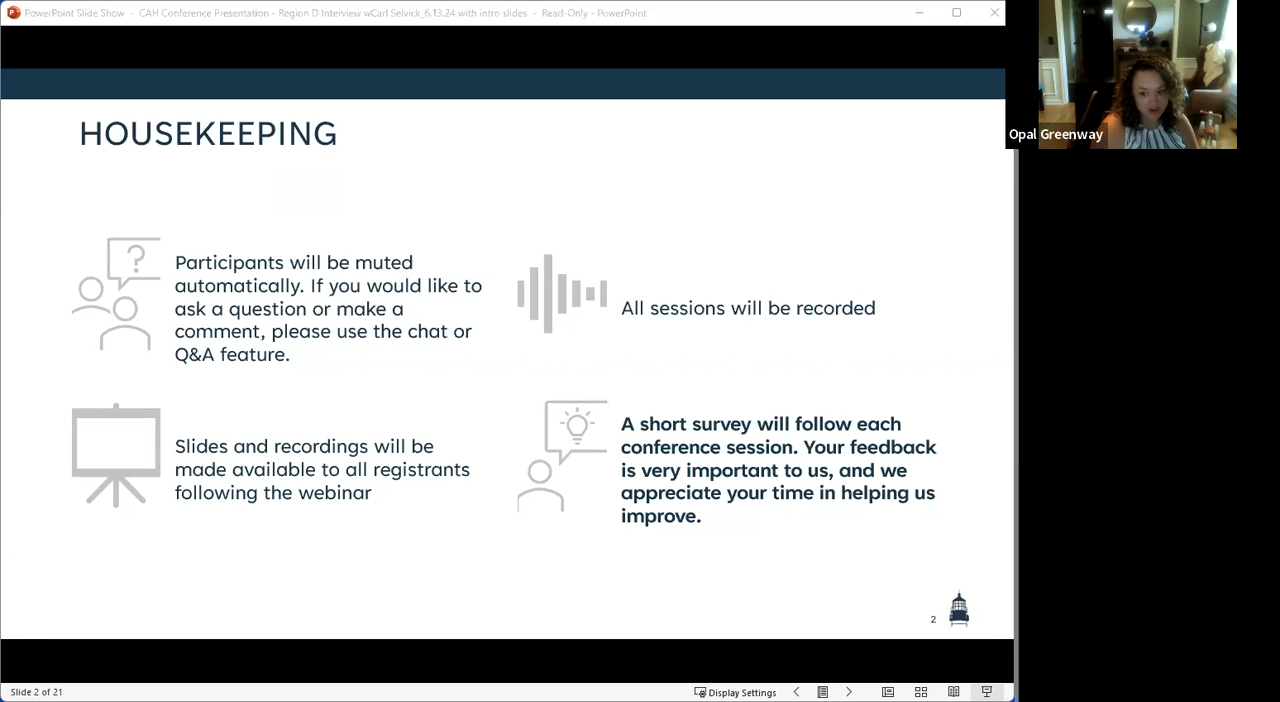 PowerPoint Slide Show - CAH Conference Presentation - Region D Interview wCarl Selvick_6.13.24 with intro slides - Read-Only - PowerPoint
Opal Greenway
HOUSEKEEPING
Participants will be muted
automatically. If you would like to
ask a question or make a
comment, please use the chat or
Q&A feature.
All sessions will be recorded
Slides and recordings will be
made available to all registrants
following the webinar
A short survey will follow each
conference session. Your feedback
is very important to us, and we
appreciate your time in helping us
improve.
2
Slide 2 of 21
Display Settings